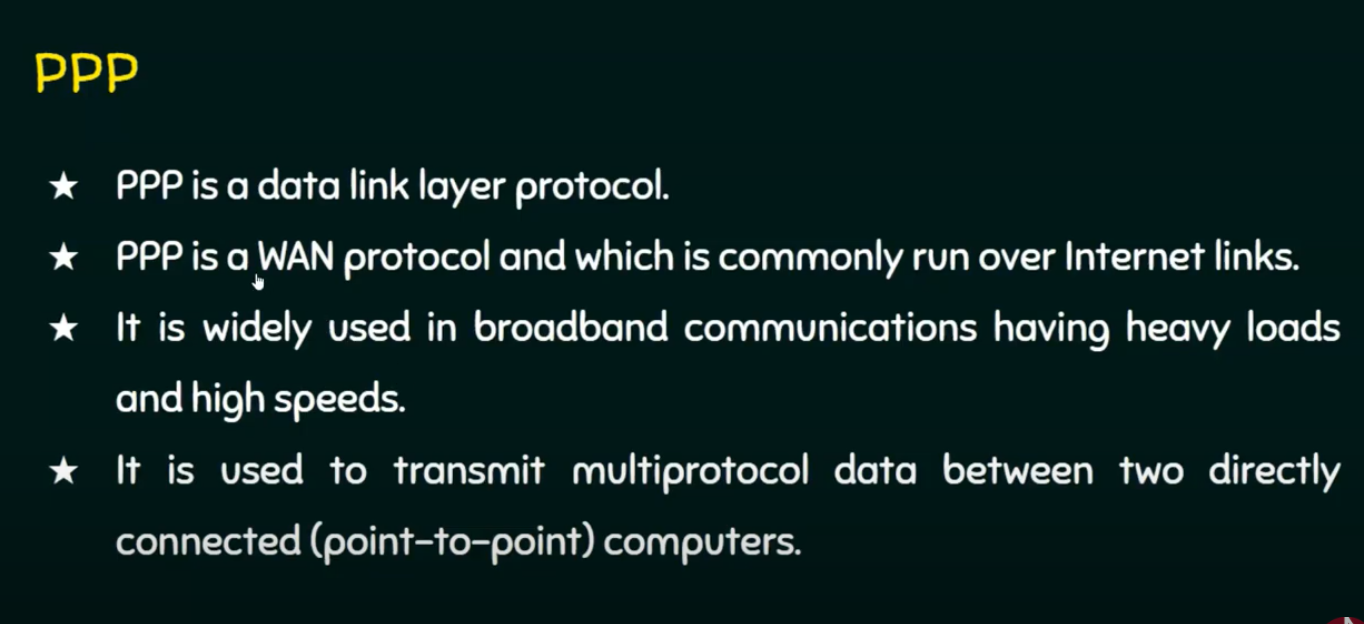 PPP
★ PPP is a data link layer protocol.
★ PPP is a WAN protocol and which is commonly run over Internet links.
★ It is widely used in broadband communications having heavy loads
and high speeds.
★ It is used to transmit multiprotocol data between two directly
connected (point-to-point) computers.